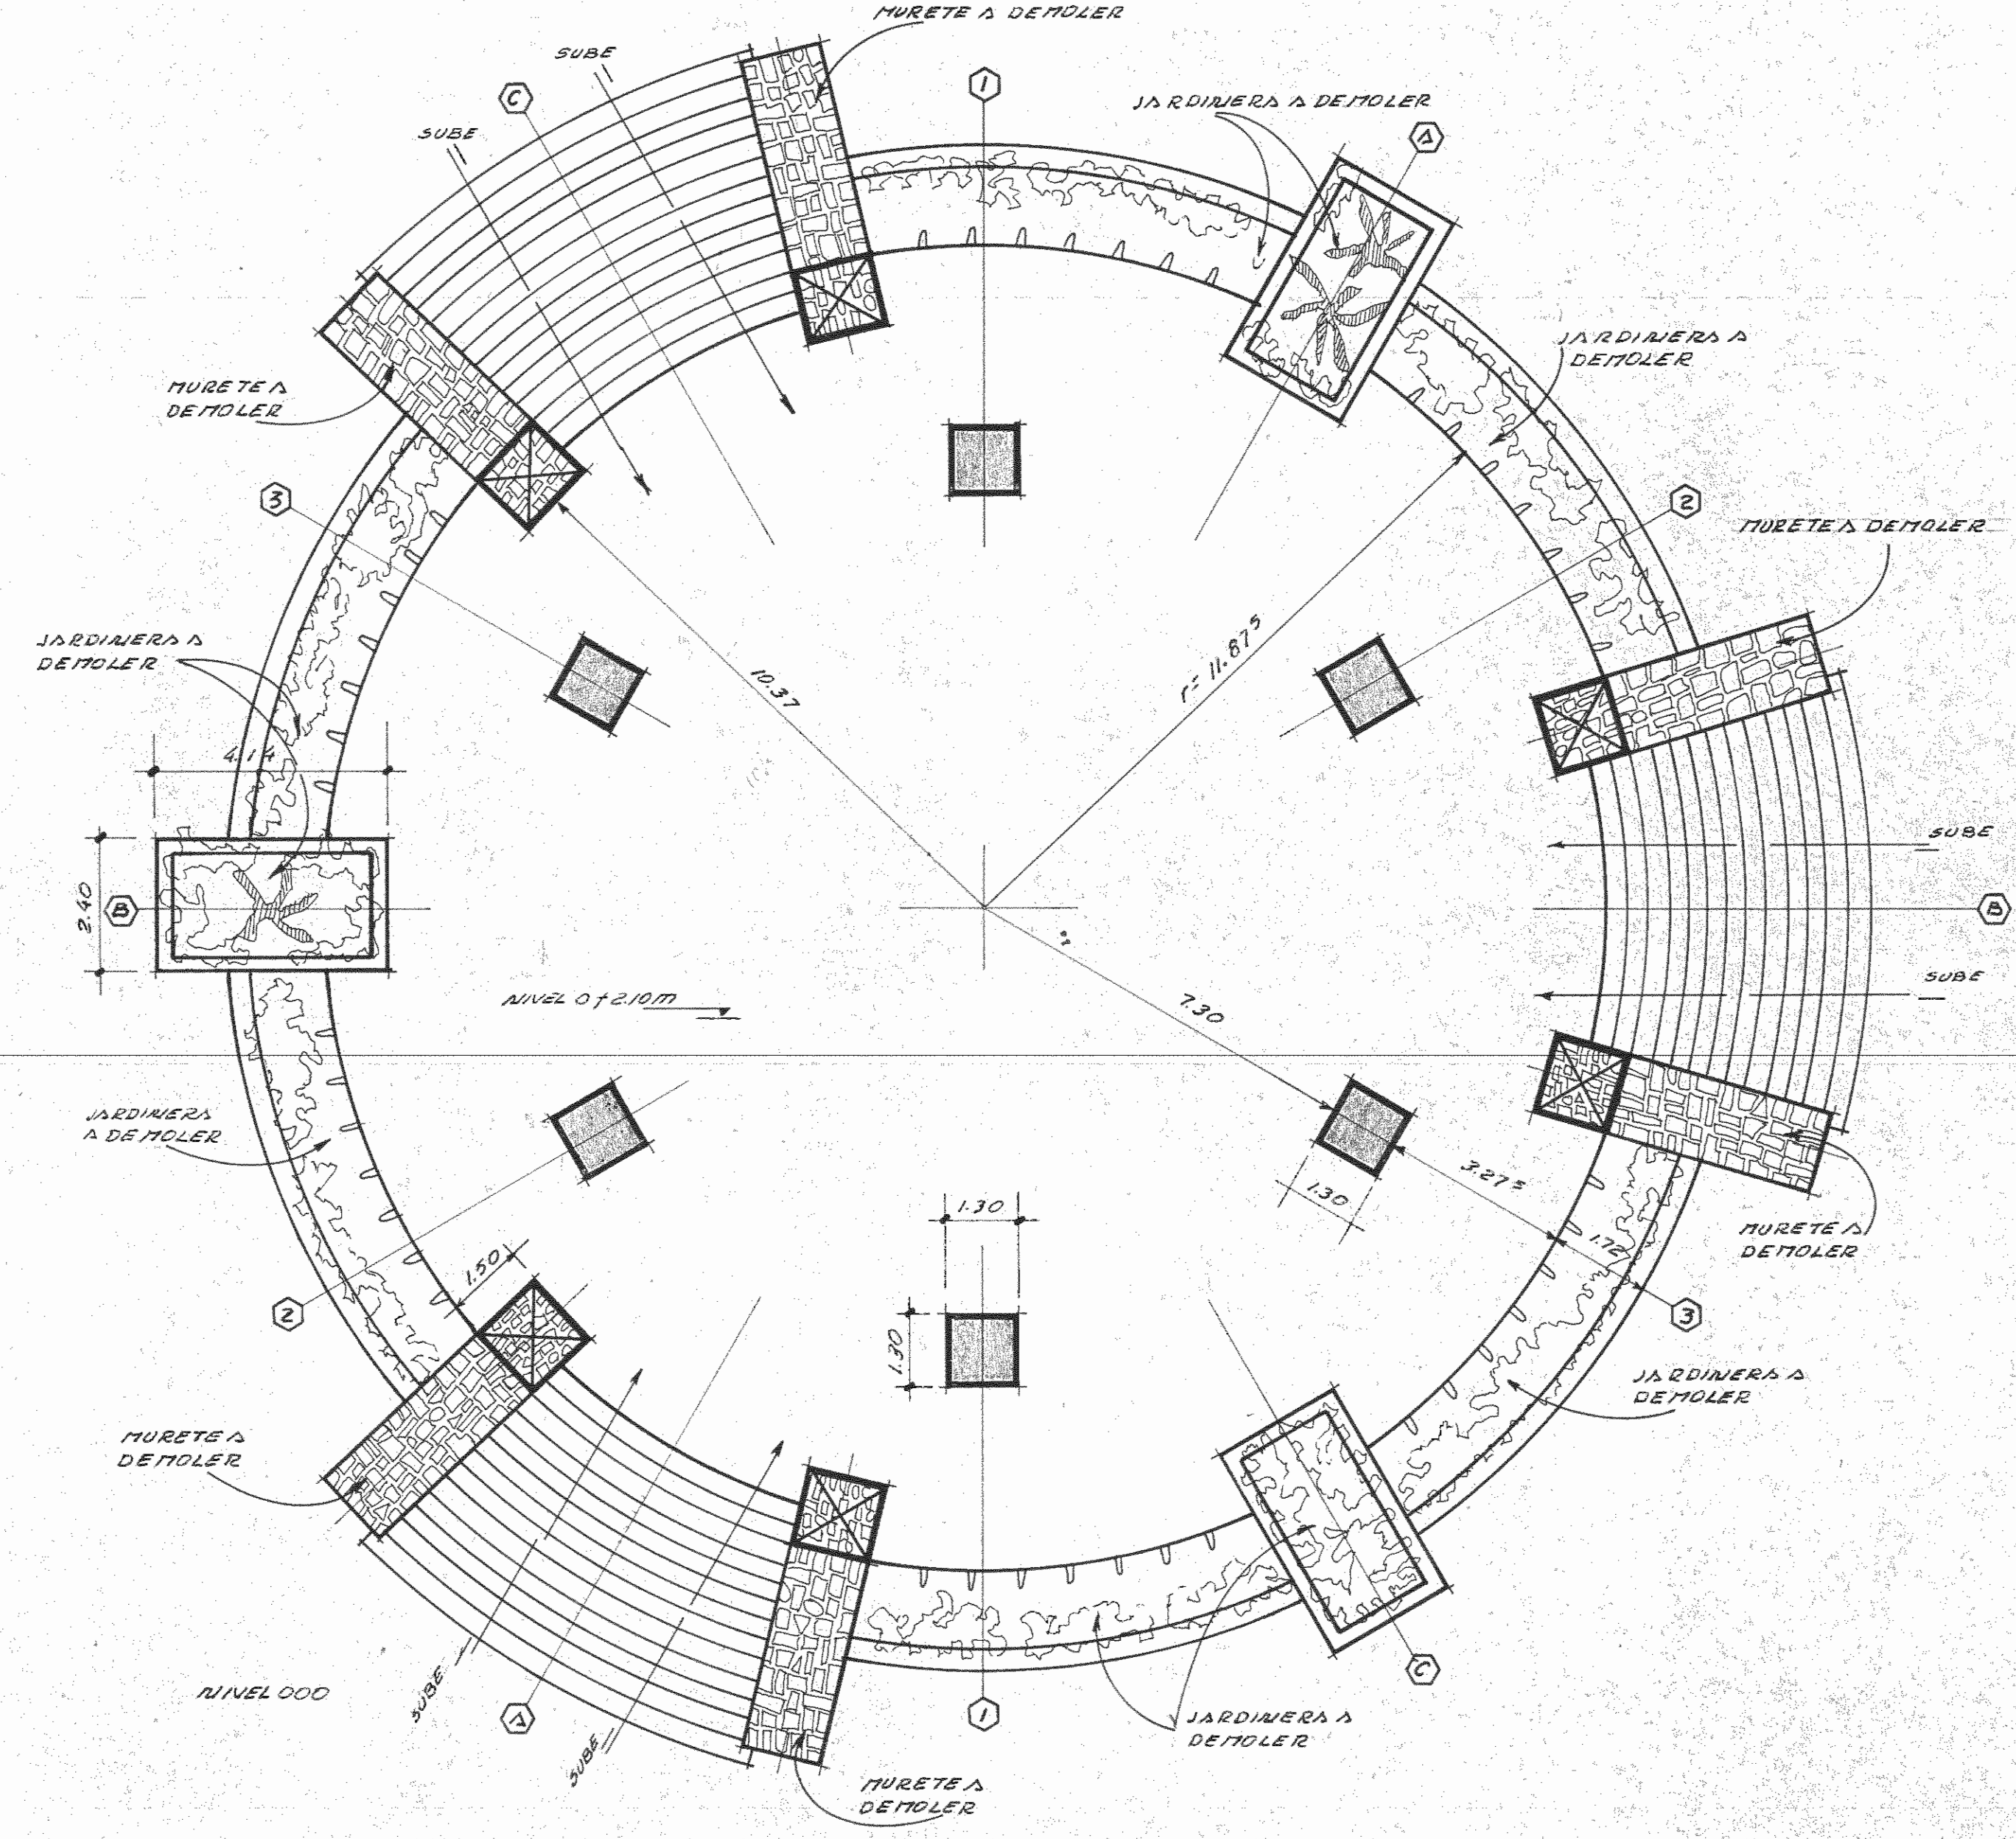 MURETE A DEMOLER
SUBE
C
1
JARDINERA A DEMOLER
A
SUBE
JARDINERA A
DEMOLER
MURETE A
DEMOLER
3
2
MURETE A DEMOLER
JARDINERA A
DEMOLER
10.37
r= 11.875
4.14
SUBE
2.40
B
B
SUBE
NIVEL 0+2.10m
7.30
JARDINERA
A DEMOLER
3.275
1.30
1.30
1.72
MURETE A
DEMOLER
1.50
2
3
1.30
JARDINERA A
DEMOLER
MURETE A
DEMOLER
SUBE
NIVEL 000
A
1
C
SUBE
JARDINERA A
DEMOLER
MURETE A
DEMOLER